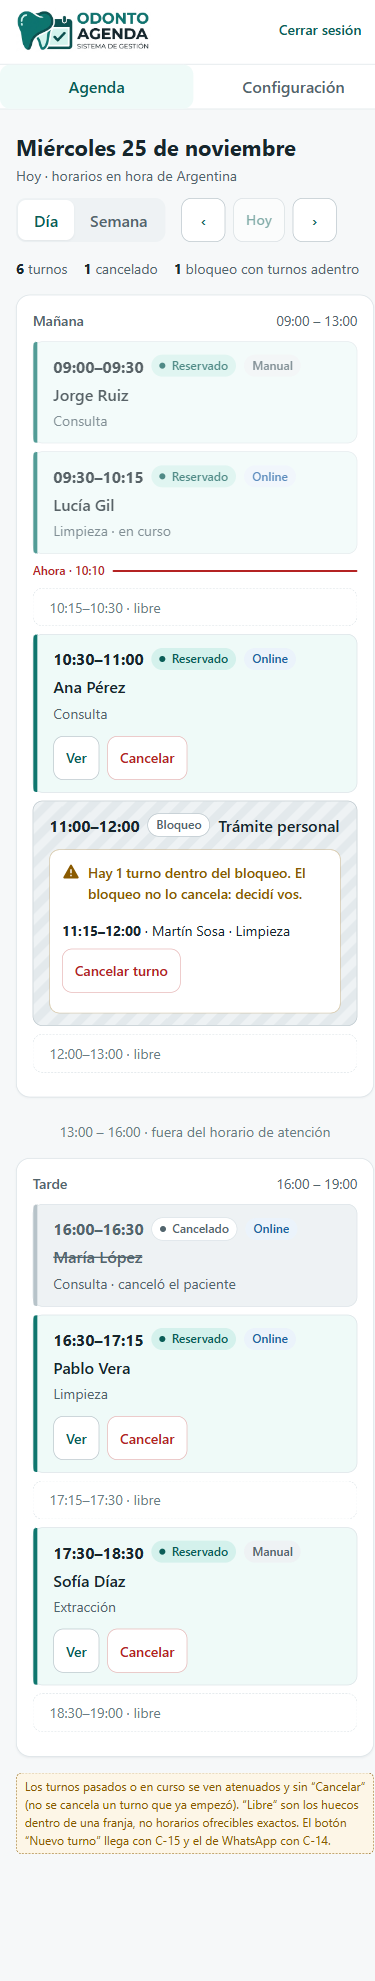 ODONTO
AGENDA
SISTEMA DE GESTIÓN
Cerrar sesión
Agenda
Configuración
Miércoles 25 de noviembre
Hoy · horarios en hora de Argentina
Día
Semana
‹
Hoy
›
6 turnos 1 cancelado 1 bloqueo con turnos adentro
Mañana 09:00 – 13:00
09:00–09:30 Reservado Manual
Jorge Ruiz
Consulta
09:30–10:15 Reservado Online
Lucía Gil
Limpieza · en curso
Ahora · 10:10
10:15–10:30 · libre
10:30–11:00 Reservado Online
Ana Pérez
Consulta
Ver Cancelar
11:00–12:00 Bloqueo Trámite personal
Hay 1 turno dentro del bloqueo. El
bloqueo no lo cancela: decidí vos.
11:15–12:00 · Martín Sosa · Limpieza
Cancelar turno
12:00–13:00 · libre
13:00 – 16:00 · fuera del horario de atención
Tarde 16:00 – 19:00
16:00–16:30 Cancelado Online
María López
Consulta · canceló el paciente
16:30–17:15 Reservado Online
Pablo Vera
Limpieza
Ver Cancelar
17:15–17:30 · libre
17:30–18:30 Reservado Manual
Sofía Díaz
Extracción
Ver Cancelar
18:30–19:00 · libre
Los turnos pasados o en curso se ven atenuados y sin “Cancelar”
(no se cancela un turno que ya empezó). “Libre” son los huecos
dentro de una franja, no horarios ofrecibles exactos. El botón
“Nuevo turno” llega con C-15 y el de WhatsApp con C-14.